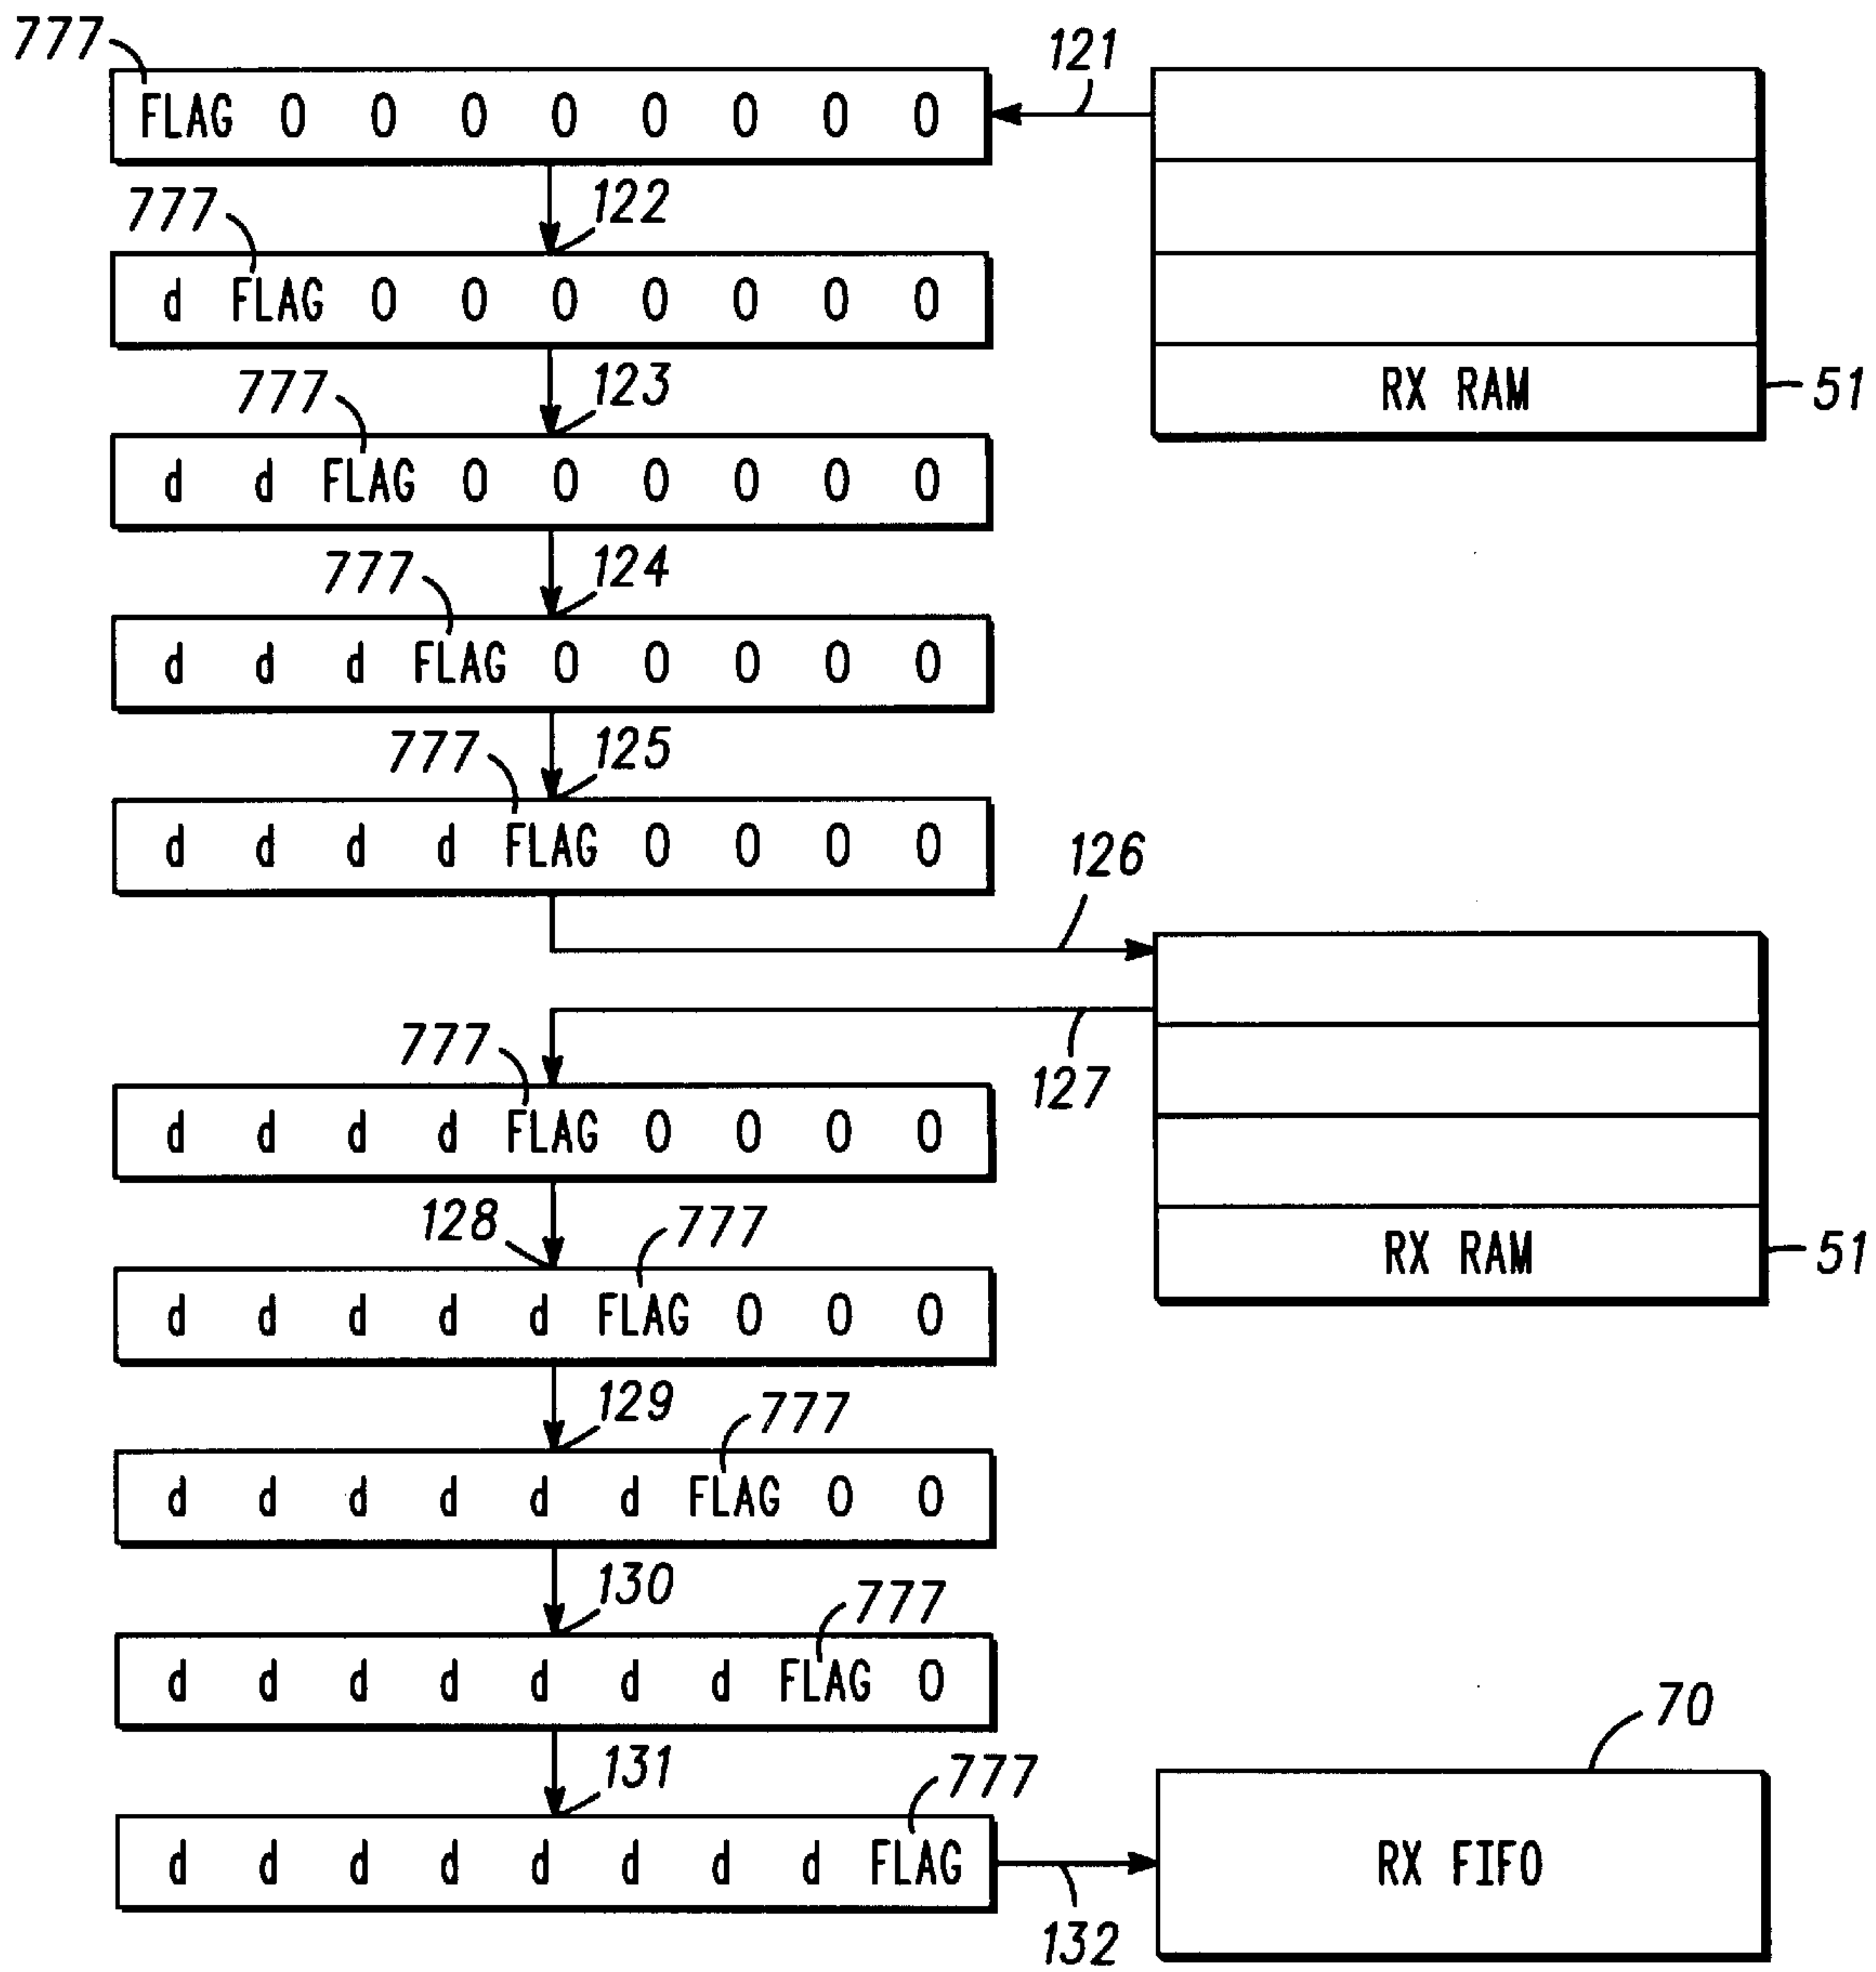 777 121
FLAG 0 0 0 0 0 0 0 0
777 122
d FLAG 0 0 0 0 0 0 0
777 123
RX RAM 51
d d FLAG 0 0 0 0 0 0
777 124
d d d FLAG 0 0 0 0 0
777 125
d d d d FLAG 0 0 0 0
126
777 127
d d d d FLAG 0 0 0 0
128 777
RX RAM 51
d d d d d FLAG 0 0 0
129 777
d d d d d d FLAG 0 0
130 777
d d d d d d d FLAG 0
70
131 777
d d d d d d d d FLAG
RX FIFO
132